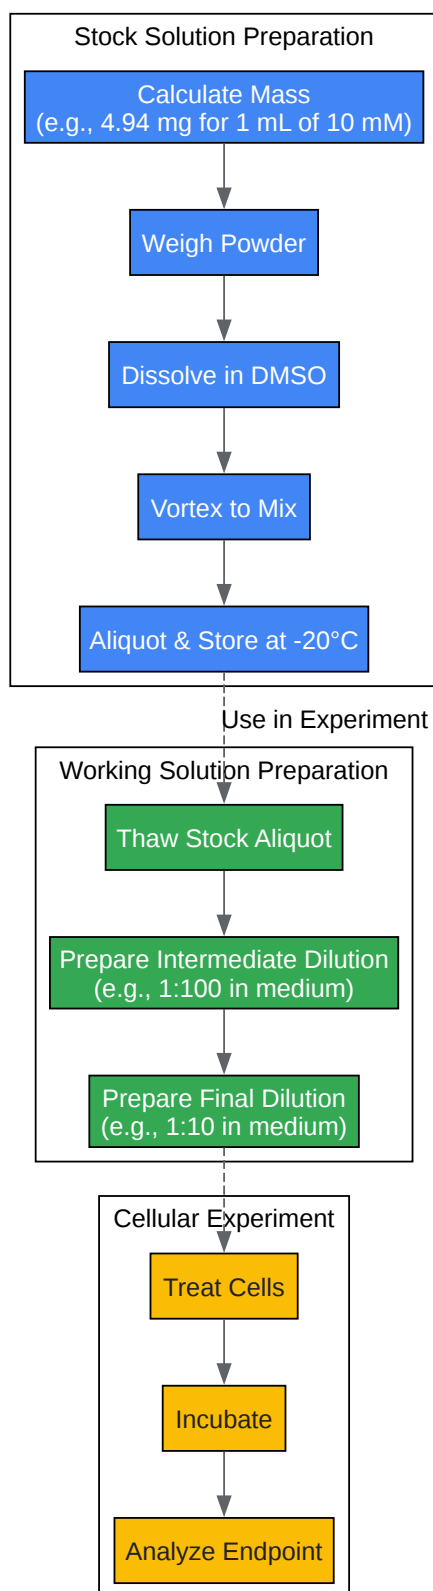 Stock Solution Preparation
Calculate Mass
(e.g., 4.94 mg for 1 mL of 10 mM)
Weigh Powder
Dissolve in DMSO
Vortex to Mix
Aliquot & Store at -20°C
Use in Experiment
Working Solution Preparation
Thaw Stock Aliquot
Prepare Intermediate Dilution
(e.g., 1:100 in medium)
Prepare Final Dilution
(e.g., 1:10 in medium)
Cellular Experiment
Treat Cells
Incubate
Analyze Endpoint